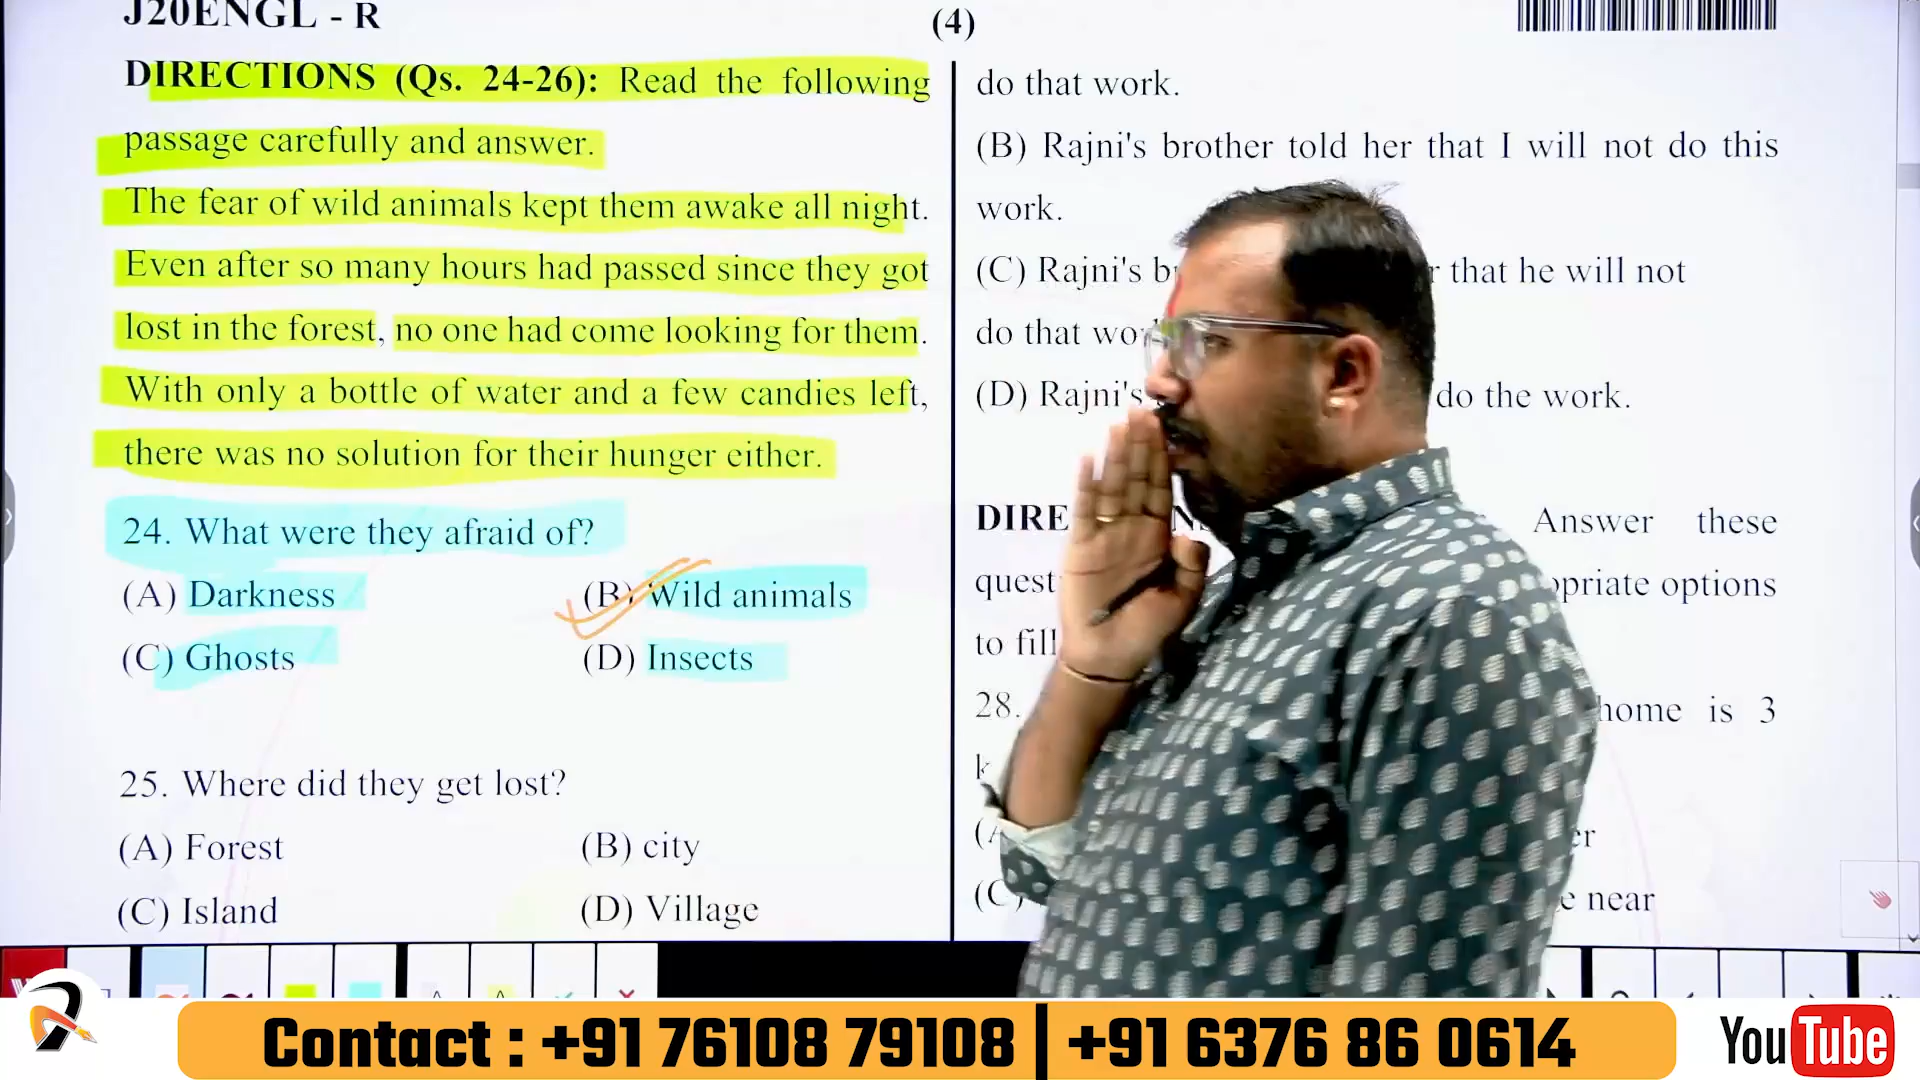 J20ENGL - R
(4)
DIRECTIONS (Qs. 24-26): Read the following
passage carefully and answer.
The fear of wild animals kept them awake all night.
Even after so many hours had passed since they got
lost in the forest, no one had come looking for them.
With only a bottle of water and a few candies left,
there was no solution for their hunger either.
24. What were they afraid of?
(A) Darkness
(B) Wild animals
(C) Ghosts
(D) Insects
25. Where did they get lost?
(A) Forest
(B) city
(C) Island
(D) Village
do that work.
(B) Rajni's brother told her that I will not do this
work.
(C) Rajni's that he will not
do that
(D) Rajni's do the work.
Answer these
options
to fill
28. home is 3
near
Contact : +91 76108 79108 | +91 6376 86 0614
YouTube